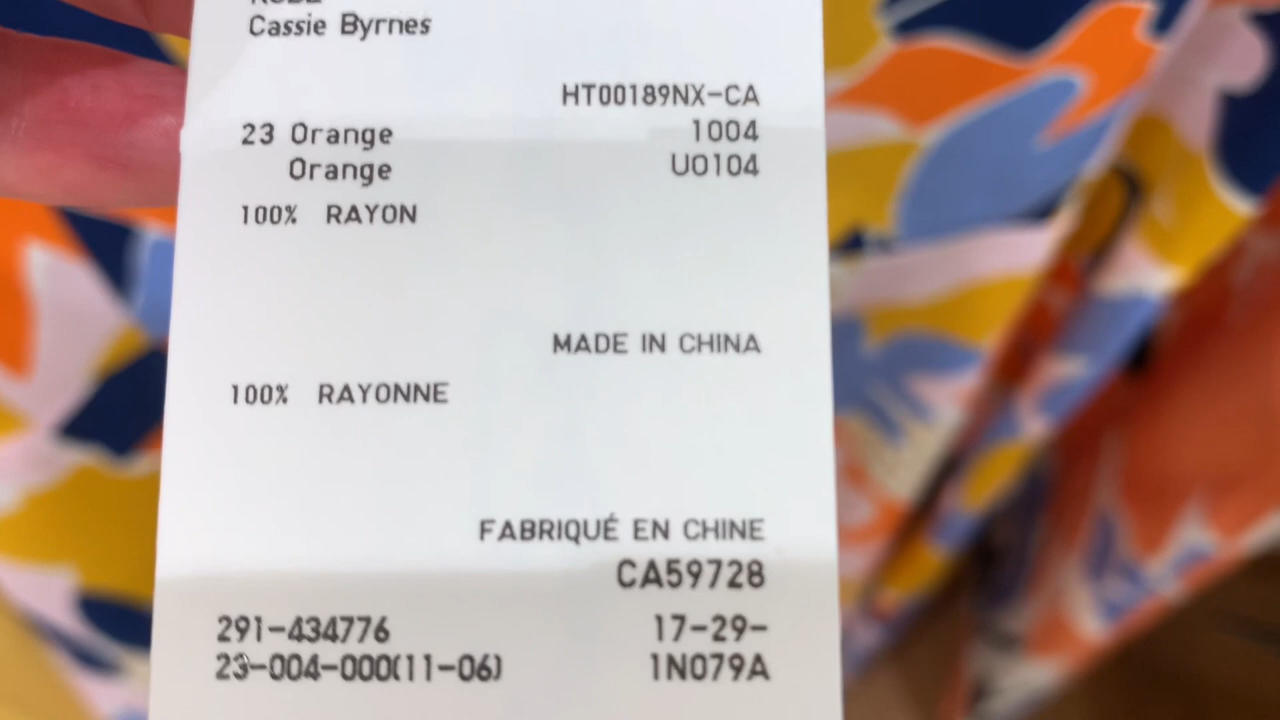 Cassie Byrnes
HT00189NX-CA
23 Orange 1004
Orange U0104
100% RAYON
MADE IN CHINA
100% RAYONNE
FABRIQUÉ EN CHINE
CA59728
291-434776 17-29-
23-004-000(11-06) 1N079A